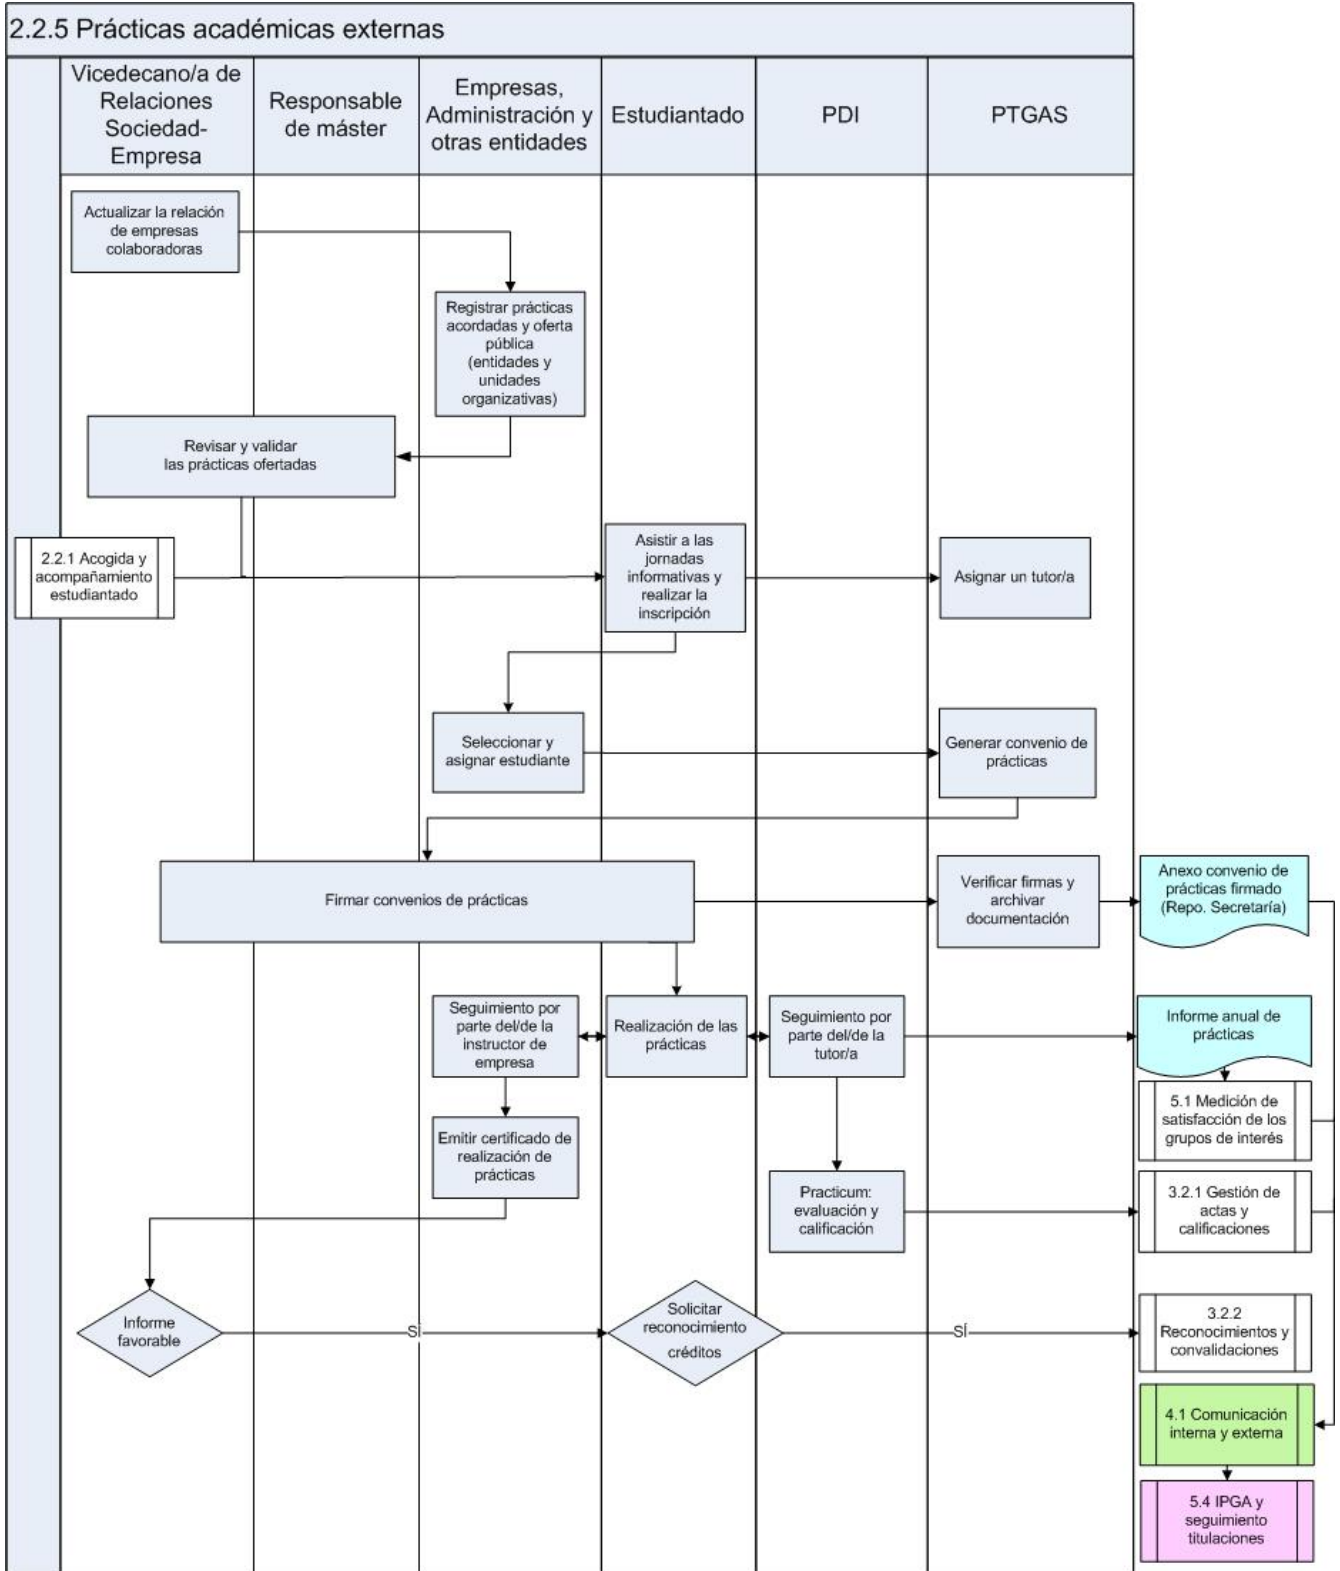 2.2.5 Prácticas académicas externas
Vicedecano/a de
Relaciones
Sociedad-
Empresa
Responsable
de máster
Empresas,
Administración y
otras entidades
Estudiantado
PDI
PTGAS
Actualizar la relación
de empresas
colaboradoras
Registrar prácticas
acordadas y oferta
pública
(entidades y
unidades
organizativas)
Revisar y validar
las prácticas ofertadas
2.2.1 Acogida y
acompañamiento
estudiantado
Asistir a las
jornadas
informativas y
realizar la
inscripción
Asignar un tutor/a
Seleccionar y
asignar estudiante
Generar convenio de
prácticas
Firmar convenios de prácticas
Verificar firmas y
archivar
documentación
Anexo convenio de
prácticas firmado
(Repo. Secretaría)
Seguimiento por
parte del/de la
instructor de
empresa
Realización de las
prácticas
Seguimiento por
parte del/de la
tutor/a
Informe anual de
prácticas
5.1 Medición de
satisfacción de los
grupos de interés
Emitir certificado de
realización de
prácticas
Practicum:
evaluación y
calificación
3.2.1 Gestión de
actas y
calificaciones
Informe
favorable
SÍ
Solicitar
reconocimiento
créditos
SÍ
3.2.2
Reconocimientos y
convalidaciones
4.1 Comunicación
interna y externa
5.4 IPGA y
seguimiento
titulaciones